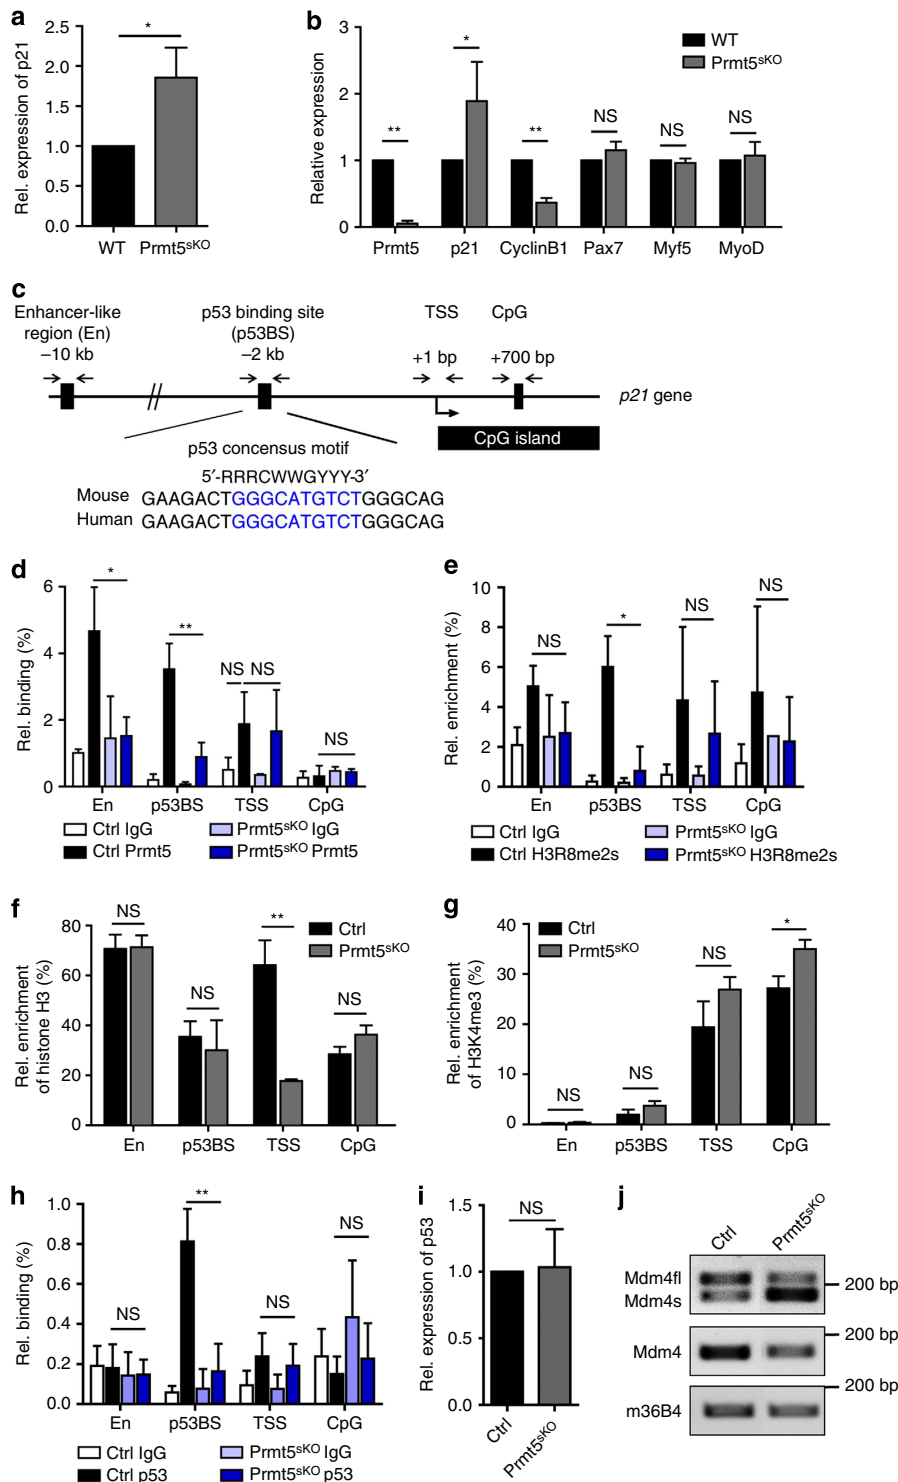 a
Rel. expression of p21
2.5
2.0
1.5
1.0
0.5
0.0
*
WT
Prmt5sKO
b
Relative expression
3
2
1
0
**
*
**
NS
NS
NS
WT
Prmt5sKO
Prmt5
p21
CyclinB1
Pax7
Myf5
MyoD
c
Enhancer-like
region (En)
–10 kb
p53 binding site
(p53BS)
–2 kb
TSS
+1 bp
CpG
+700 bp
p21 gene
CpG island
p53 concensus motif
5′-RRRCWWGYYY-3′
Mouse GAAGACTGGGCATGTCTGGGCAG
Human GAAGACTGGGCATGTCTGGGCAG
d
Rel. binding (%)
6
4
2
0
*
**
NS
NS
NS
En
p53BS
TSS
CpG
Ctrl IgG
Ctrl Prmt5
Prmt5sKO IgG
Prmt5sKO Prmt5
e
Rel. enrichment (%)
10
8
6
4
2
0
NS
*
NS
NS
En
p53BS
TSS
CpG
Ctrl IgG
Ctrl H3R8me2s
Prmt5sKO IgG
Prmt5sKO H3R8me2s
f
Rel. enrichment
of histone H3 (%)
80
60
40
20
0
NS
NS
**
NS
Ctrl
Prmt5sKO
En
p53BS
TSS
CpG
g
Rel. enrichment
of H3K4me3 (%)
40
30
20
10
0
Ctrl
Prmt5sKO
NS
NS
NS
*
En
p53BS
TSS
CpG
h
Rel. binding (%)
1.0
0.8
0.6
0.4
0.2
0.0
NS
**
NS
NS
En
p53BS
TSS
CpG
Ctrl IgG
Ctrl p53
Prmt5sKO IgG
Prmt5sKO p53
i
Rel. expression of p53
1.5
1.0
0.5
0.0
NS
Ctrl
Prmt5sKO
j
Ctrl
Prmt5sKO
Mdm4fl
Mdm4s
200 bp
Mdm4
200 bp
m36B4
200 bp